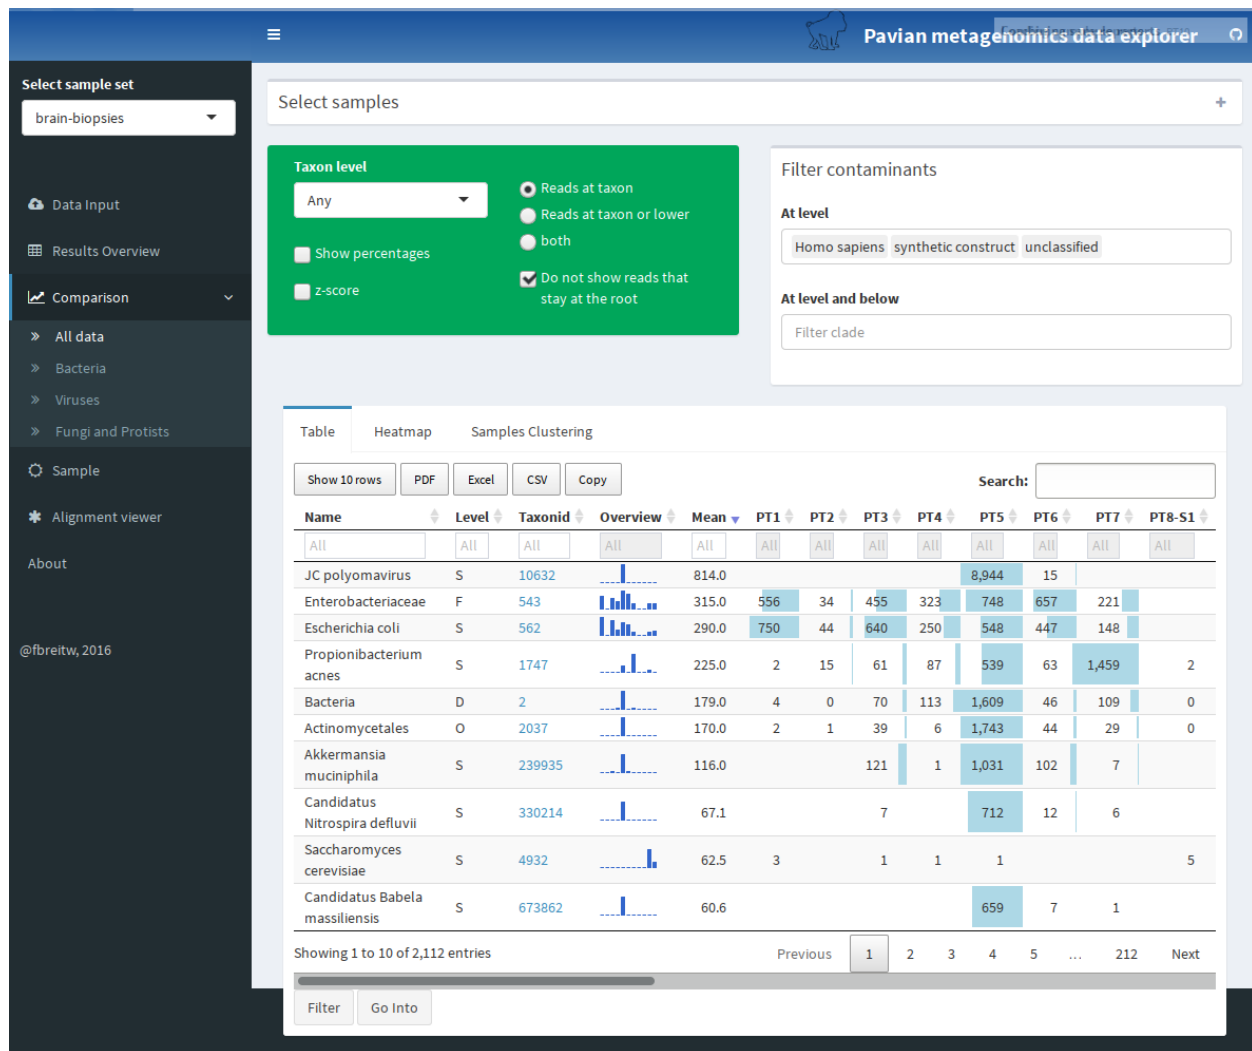 Pavian metagenomics data explorer
Select sample set
brain-biopsies
Data Input
Results Overview
Comparison
All data
Bacteria
Viruses
Fungi and Protists
Sample
Alignment viewer
About
@fbreitw, 2016
Select samples
Taxon level
Any
Show percentages
z-score
Reads at taxon
Reads at taxon or lower
both
Do not show reads that
stay at the root
Filter contaminants
At level
Homo sapiens synthetic construct unclassified
At level and below
Filter clade
Table Heatmap Samples Clustering
Show 10 rows PDF Excel CSV Copy Search:
Name Level Taxonid Overview Mean PT1 PT2 PT3 PT4 PT5 PT6 PT7 PT8-S1
All All All All All All All All All All All All All
JC polyomavirus S 10632 814.0 8,944 15
Enterobacteriaceae F 543 315.0 556 34 455 323 748 657 221
Escherichia coli S 562 290.0 750 44 640 250 548 447 148
Propionibacterium
acnes S 1747 225.0 2 15 61 87 539 63 1,459 2
Bacteria D 2 179.0 4 0 70 113 1,609 46 109 0
Actinomycetales O 2037 170.0 2 1 39 6 1,743 44 29 0
Akkermansia
muciniphila S 239935 116.0 121 1 1,031 102 7
Candidatus
Nitrospira defluvii S 330214 67.1 7 712 12 6
Saccharomyces
cerevisiae S 4932 62.5 3 1 1 1 5
Candidatus Babela
massiliensis S 673862 60.6 659 7 1
Showing 1 to 10 of 2,112 entries Previous 1 2 3 4 5 ... 212 Next
Filter Go Into